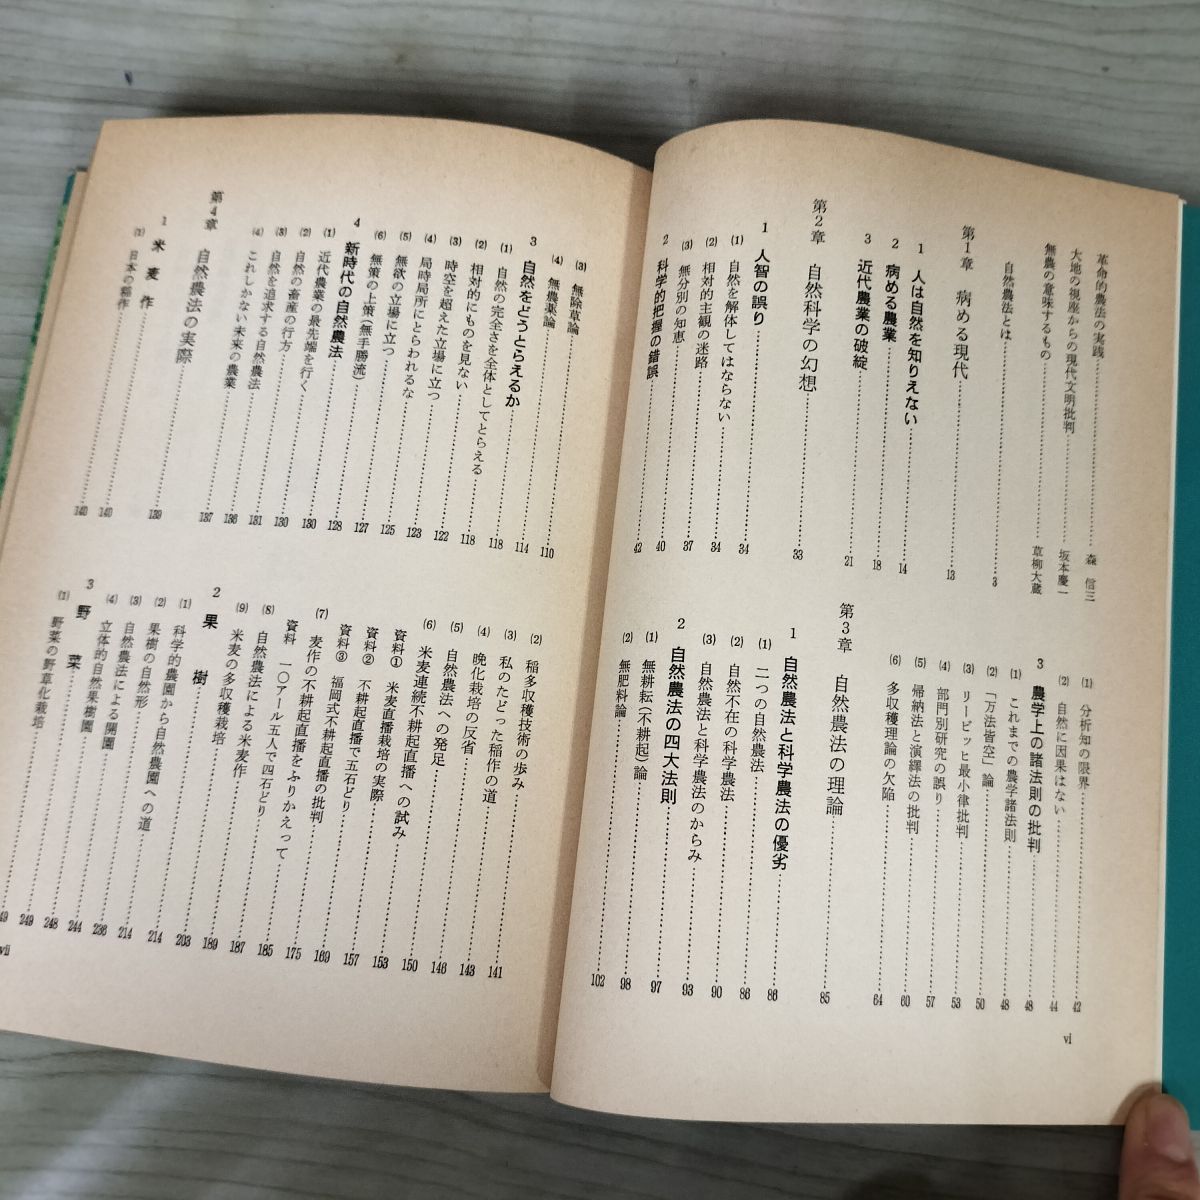 革命的農法の実践……森 信三
大地の視座からの現代文明批判……坂本慶一
無農の意味するもの……草柳大蔵
自然農法とは……3
第1章 病める現代……13
1 人は自然を知りえない……14
2 病める農業……18
3 近代農業の破綻……21
第2章 自然科学の幻想……33
1 人智の誤り……34
(1) 自然を解体してはならない……34
(2) 相対的主観の迷路……37
(3) 無分別の知恵……40
2 科学的把握の錯誤……42
(1) 分析知の限界……42
(2) 自然に因果はない……44
3 農学上の諸法則の批判……48
(1) これまでの農学諸法則……48
(2) 「万法皆空」論……50
(3) リービッヒ最小律批判……53
(4) 部門別研究の誤り……57
(5) 帰納法と演繹法の批判……60
(6) 多収穫理論の欠陥……64
第3章 自然農法の理論……85
1 自然農法と科学農法の優劣……86
(1) 二つの自然農法……86
(2) 自然不在の科学農法……90
(3) 自然農法と科学農法のからみ……93
2 自然農法の四大法則……97
(1) 無耕耘(不耕起)論……98
(2) 無肥料論……102
vi
(3) 無除草論……110
(4) 無農薬論……114
3 自然をどうとらえるか……118
(1) 自然の完全さを全体としてとらえる……118
(2) 相対的にものを見ない……122
(3) 時空を超えた立場に立つ……123
(4) 局時局所にとらわれるな……125
(5) 無欲の立場に立つ……127
(6) 無策の上策(無手勝流)……128
4 新時代の自然農法……130
(1) 近代農業の最先端を行く……130
(2) 自然の畜産の行方……131
(3) 自然を追求する自然農法……136
(4) これしかない未来の農業……137
第4章 自然農法の実際……139
1 米麦作……140
(1) 日本の稲作……140
(2) 稲多収穫技術の歩み……141
(3) 私のたどった稲作の道……143
(4) 晩化栽培の反省……146
(5) 自然農法への発足……150
(6) 米麦連続不耕起直播への試み……153
資料① 米麦直播栽培の実際……157
資料② 不耕起直播で五石どり……169
資料③ 福岡式不耕起直播の批判……175
(7) 麦作の不耕起直播をふりかえって……185
資料 一〇アール五人で四石どり……187
(8) 自然農法による米麦作……189
(9) 米麦の多収穫栽培……203
2 果樹……214
(1) 科学的農園から自然農園への道……214
(2) 果樹の自然形……236
(3) 自然農法による開園……244
(4) 立体的自然果樹園……248
3 野菜……249
(1) 野菜の野草化栽培……
vii